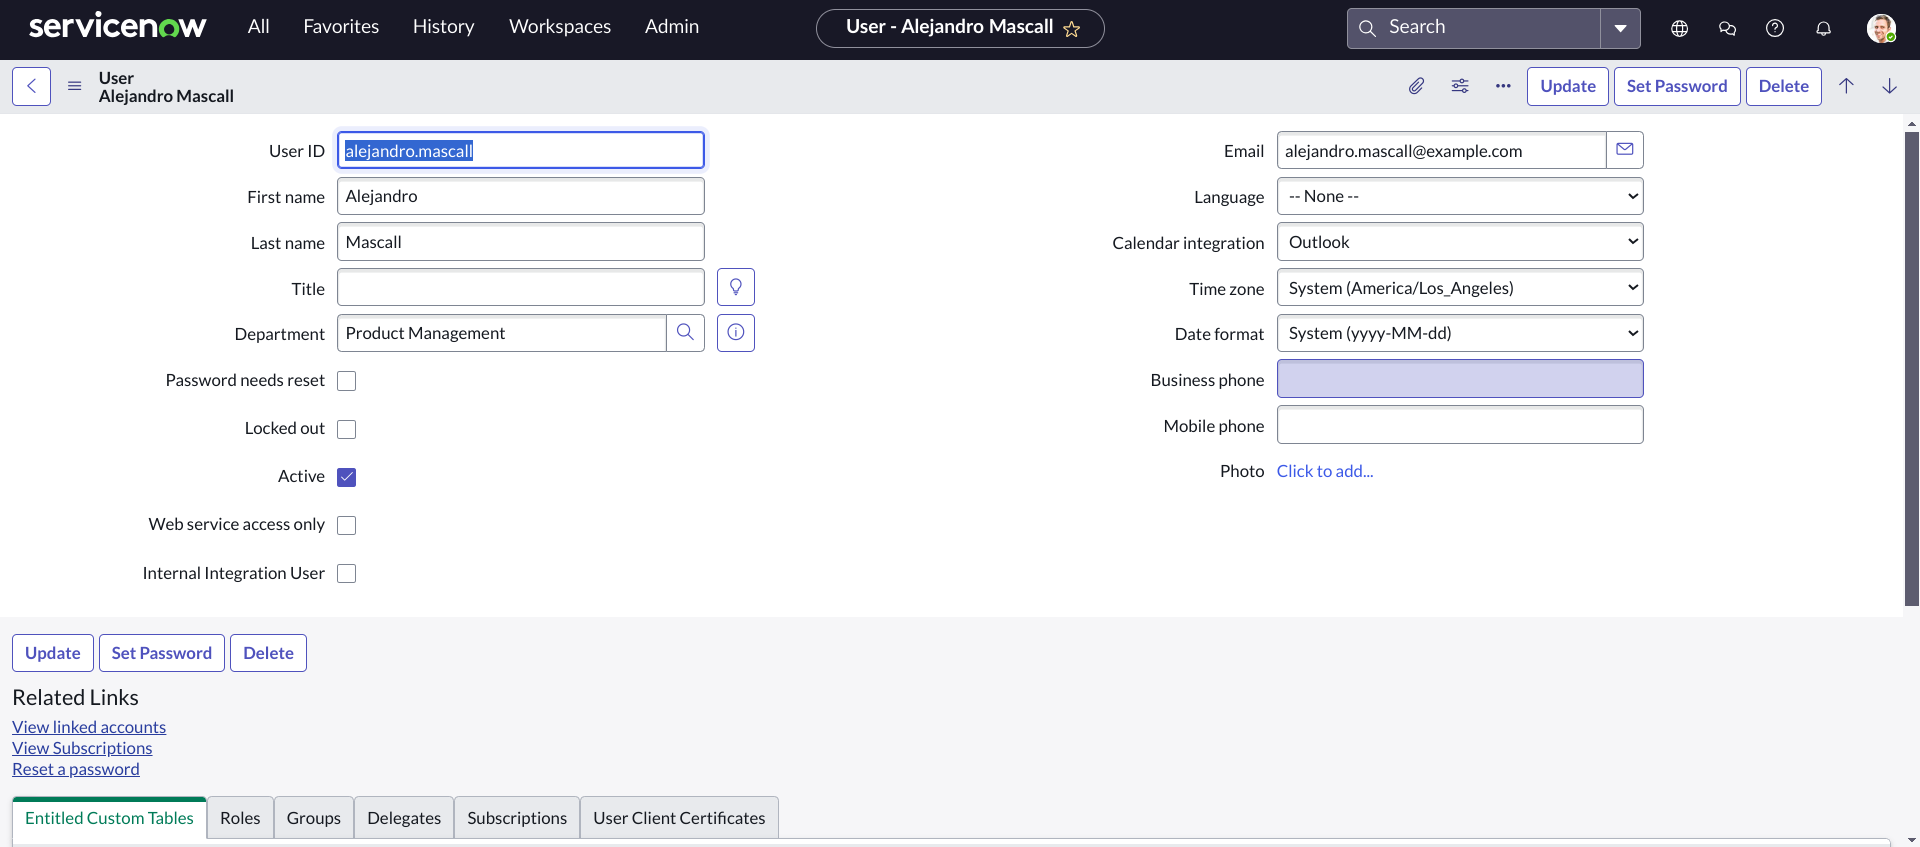 servicenow
All Favorites History Workspaces Admin
User - Alejandro Mascall
Search
User
Alejandro Mascall
Update Set Password Delete
User ID alejandro.mascall
First name Alejandro
Last name Mascall
Title
Department Product Management
Password needs reset
Locked out
Active
Web service access only
Internal Integration User
Email alejandro.mascall@example.com
Language -- None --
Calendar integration Outlook
Time zone System (America/Los_Angeles)
Date format System (yyyy-MM-dd)
Business phone
Mobile phone
Photo Click to add...
Update Set Password Delete
Related Links
View linked accounts
View Subscriptions
Reset a password
Entitled Custom Tables Roles Groups Delegates Subscriptions User Client Certificates